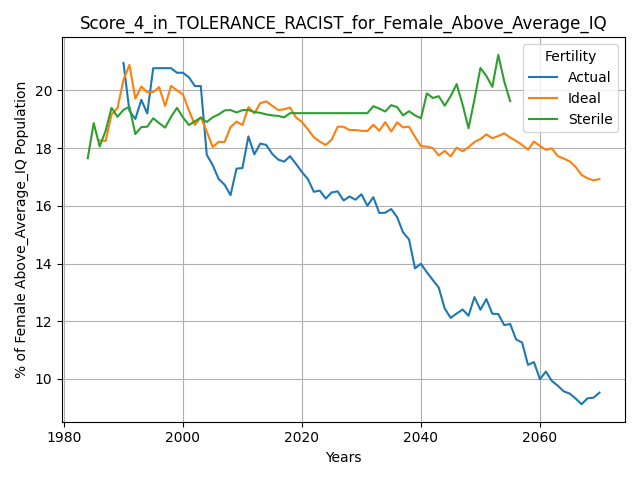 Score_4_in_TOLERANCE_RACIST_for_Female_Above_Average_IQ
% of Female Above_Average_IQ Population
20
18
16
14
12
10
Fertility
Actual
Ideal
Sterile
1980
2000
2020
2040
2060
Years